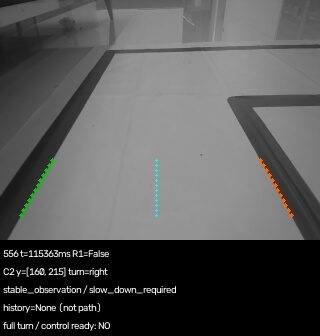 556 t=115363ms R1=False
C2 y=[160, 215] turn=right
stable_observation / slow_down_required
history=None (not path)
full turn / control ready: NO